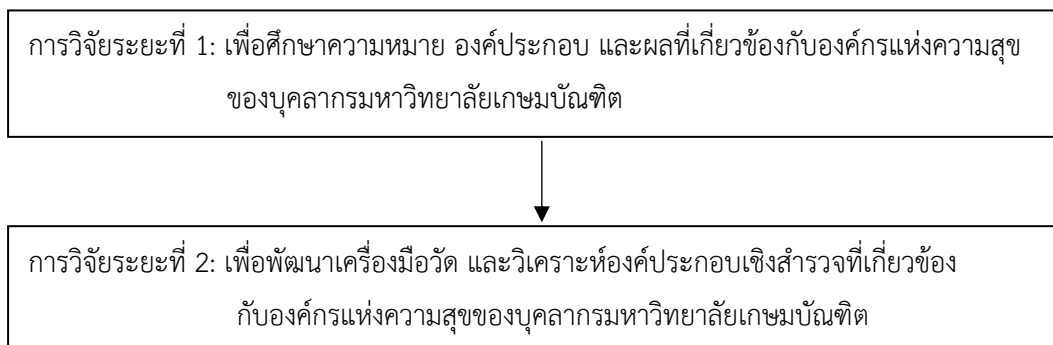 การวิจัยระยะที่ 1: เพื่อศึกษาความหมาย องค์ประกอบ และผลที่เกี่ยวข้องกับองค์กรแห่งความสุข
ของบุคลากรมหาวิทยาลัยเกษมบัณฑิต
การวิจัยระยะที่ 2: เพื่อพัฒนาเครื่องมือวัด และวิเคราะห์องค์ประกอบเชิงสำรวจที่เกี่ยวข้อง
กับองค์กรแห่งความสุขของบุคลากรมหาวิทยาลัยเกษมบัณฑิต